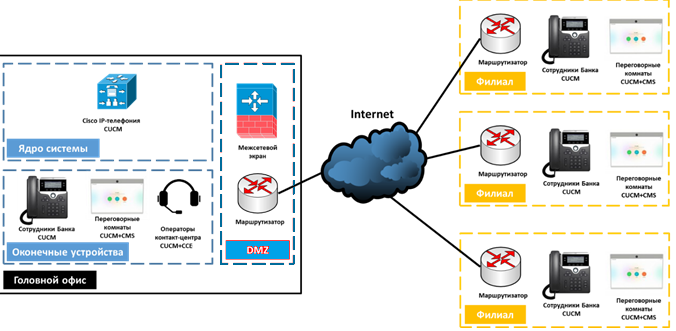 Cisco IP-телефония
CUCM
Ядро системы
Сотрудники Банка
CUCM
Переговорные
комнаты
CUCM+CMS
Операторы
контакт-центра
CUCM+CCE
Оконечные устройства
Головной офис
Межсетевой
экран
Маршрутизатор
DMZ
Internet
Маршрутизатор
Филиал
Сотрудники Банка
CUCM
Переговорные
комнаты
CUCM+CMS
Маршрутизатор
Филиал
Сотрудники Банка
CUCM
Переговорные
комнаты
CUCM+CMS
Маршрутизатор
Филиал
Сотрудники Банка
CUCM
Переговорные
комнаты
CUCM+CMS